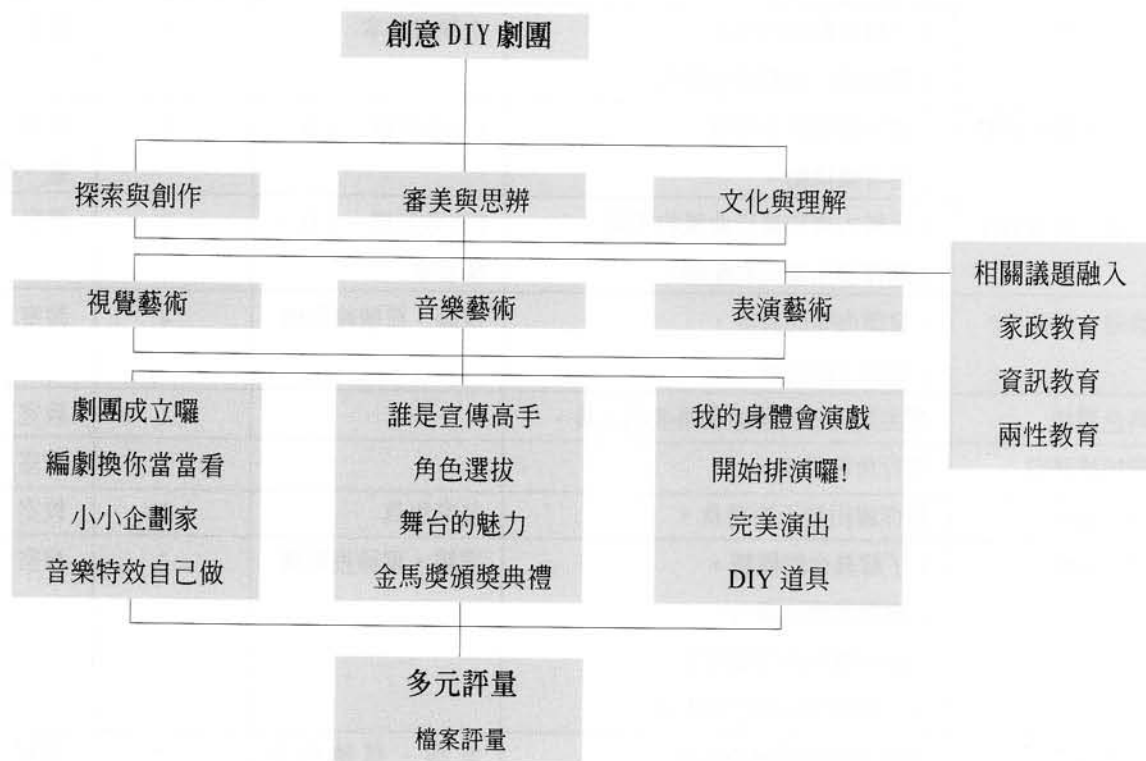 創意 DIY 劇團
探索與創作
審美與思辨
文化與理解
視覺藝術
音樂藝術
表演藝術
相關議題融入
家政教育
資訊教育
兩性教育
劇團成立囉
編劇換你當當看
小小企劃家
音樂特效自己做
誰是宣傳高手
角色選拔
舞台的魅力
金馬獎頒獎典禮
我的身體會演戲
開始排演囉!
完美演出
DIY 道具
多元評量
檔案評量